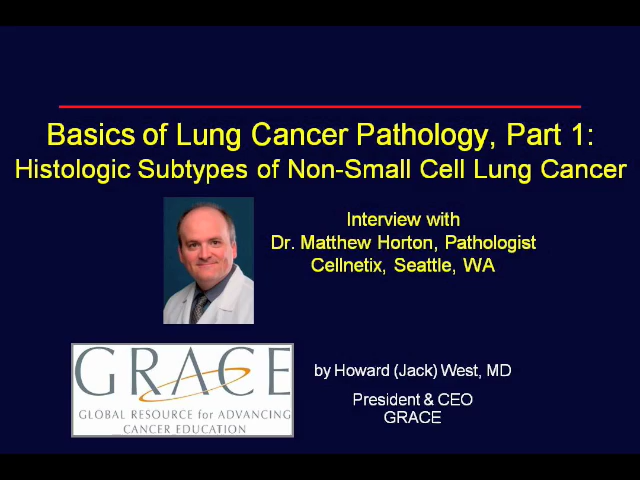 Basics of Lung Cancer Pathology, Part 1:
Histologic Subtypes of Non-Small Cell Lung Cancer
Interview with
Dr. Matthew Horton, Pathologist
Cellnetix, Seattle, WA
GRACE
GLOBAL RESOURCE for ADVANCING
CANCER EDUCATION
by Howard (Jack) West, MD
President & CEO
GRACE